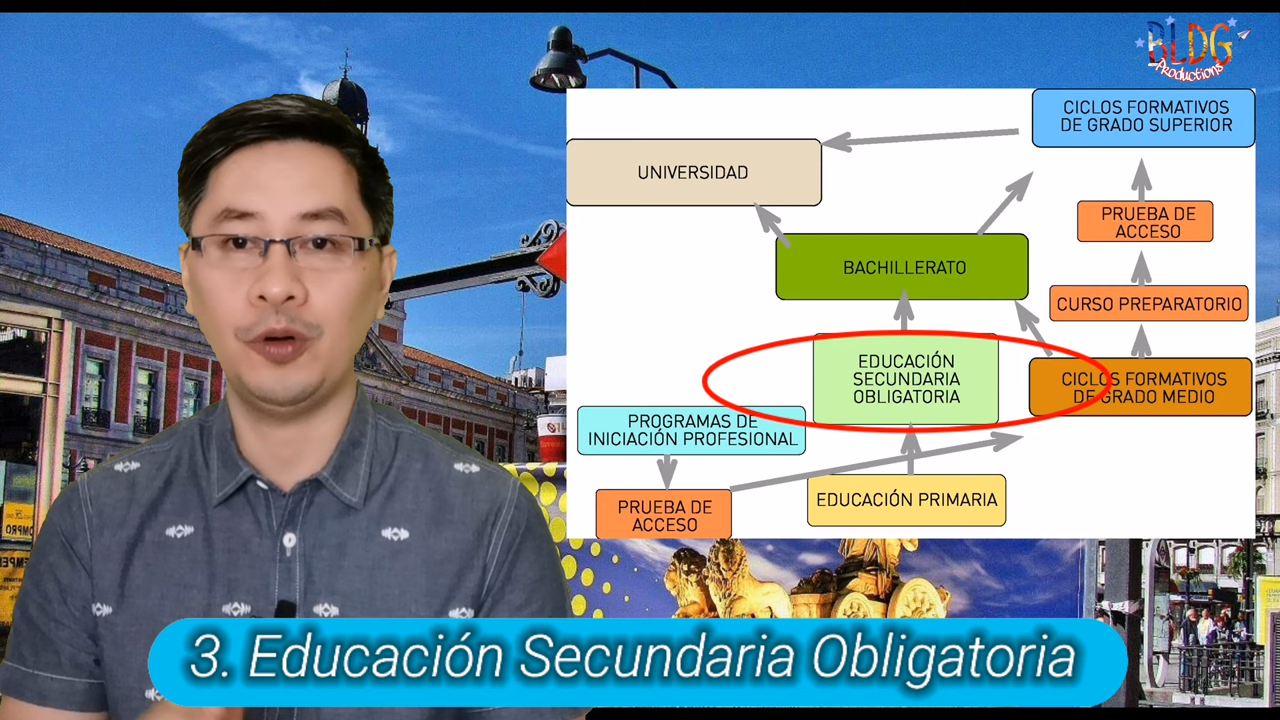 BLDG
Productions
CICLOS FORMATIVOS
DE GRADO SUPERIOR
UNIVERSIDAD
PRUEBA DE
ACCESO
BACHILLERATO
CURSO PREPARATORIO
EDUCACIÓN
SECUNDARIA
OBLIGATORIA
CICLOS FORMATIVOS
DE GRADO MEDIO
PROGRAMAS DE
INICIACIÓN PROFESIONAL
PRUEBA DE
ACCESO
EDUCACIÓN PRIMARIA
3. Educación Secundaria Obligatoria